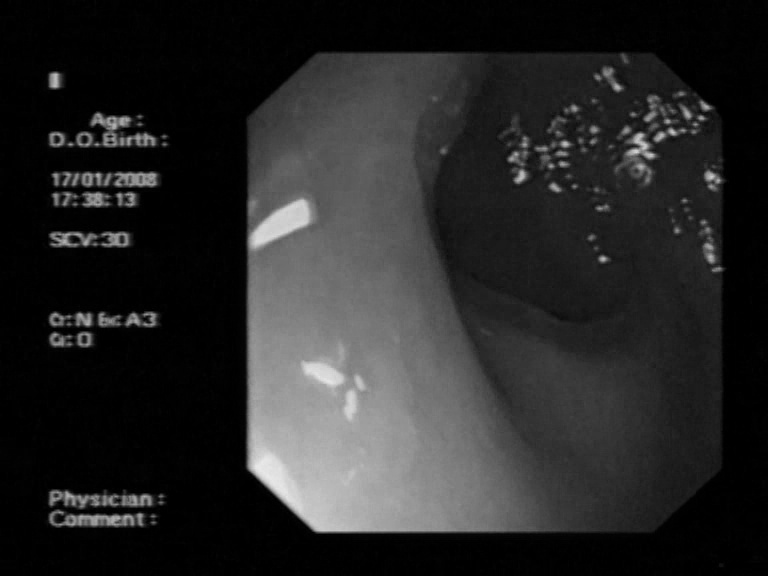 Age:
D.O.Birth:
17/01/2008
17:38:13
SCV:30
Physician:
Comment: